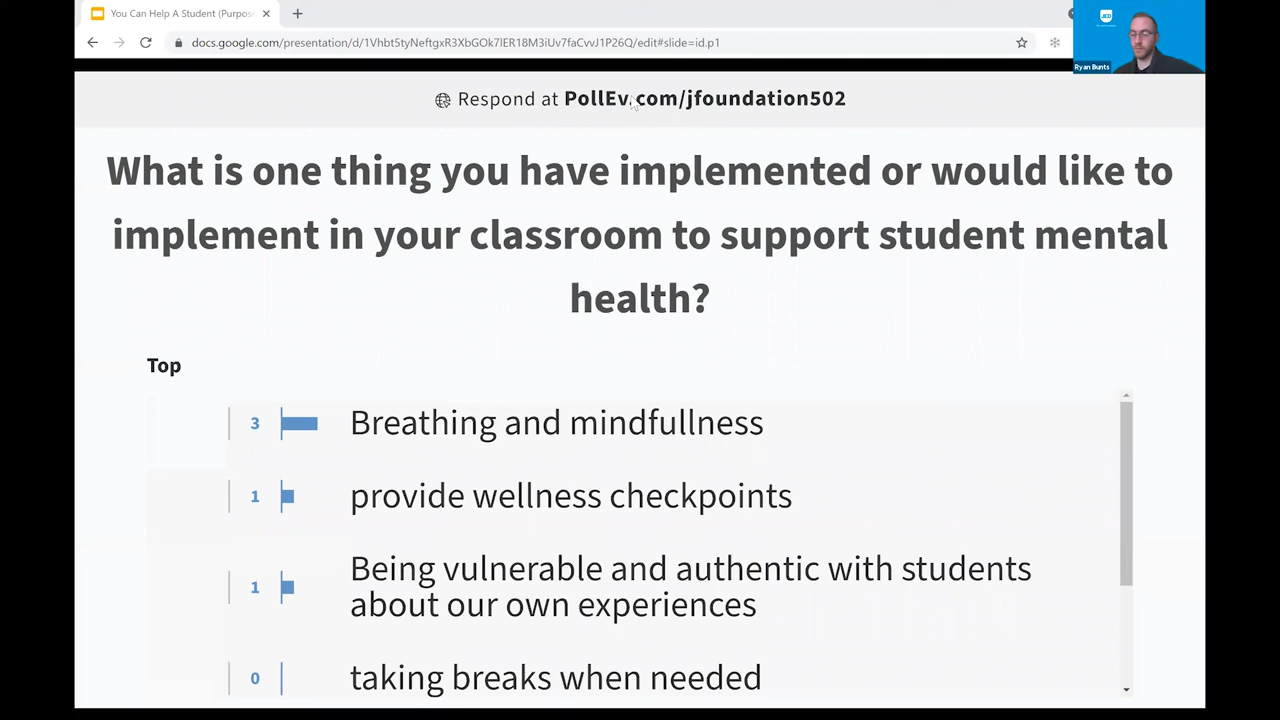 You Can Help A Student (Purpos
docs.google.com/presentation/d/1Vhbt5tyNeftgxR3XbGOk7lER18M3iUv7faCvvJ1P26Q/edit#slide=id.p1
JED
Ryan Bunts
Respond at PollEv.com/jfoundation502
What is one thing you have implemented or would like to
implement in your classroom to support student mental
health?
Top
3 Breathing and mindfullness
1 provide wellness checkpoints
1 Being vulnerable and authentic with students
about our own experiences
0 taking breaks when needed